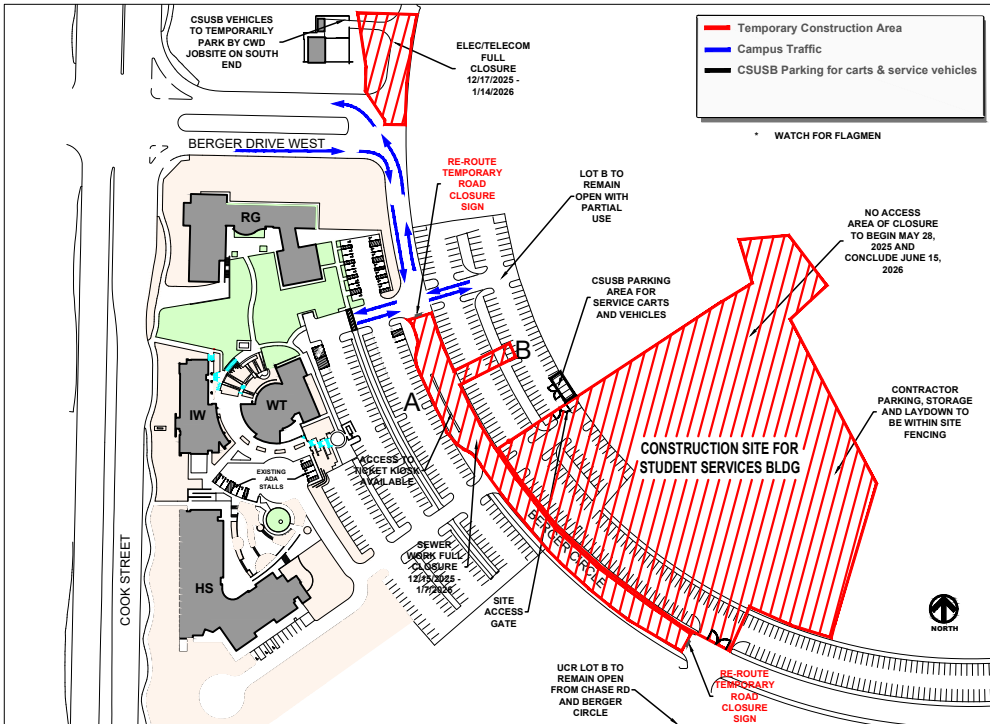 CSUSB VEHICLES
TO TEMPORARILY
PARK BY CWD
JOBSITE ON SOUTH
END
ELEC/TELECOM
FULL
CLOSURE
12/17/2025 -
1/14/2026
Temporary Construction Area
Campus Traffic
CSUSB Parking for carts & service vehicles
* WATCH FOR FLAGMEN
BERGER DRIVE WEST
RE-ROUTE
TEMPORARY
ROAD
CLOSURE
SIGN
LOT B TO
REMAIN
OPEN WITH
PARTIAL
USE
NO ACCESS
AREA OF CLOSURE
TO BEGIN MAY 28,
2025 AND
CONCLUDE JUNE 15,
2026
RG
CSUSB PARKING
AREA FOR
SERVICE CARTS
AND VEHICLES
B
A
IW
WT
CONTRACTOR
PARKING, STORAGE
AND LAYDOWN TO
BE WITHIN SITE
FENCING
CONSTRUCTION SITE FOR
STUDENT SERVICES BLDG
ACCESS TO
TICKET KIOSK
AVAILABLE
EXISTING
ADA
STALLS
BERGER CIRCLE
SEWER
WORK FULL
CLOSURE
12/15/2025 -
1/7/2026
COOK STREET
HS
SITE
ACCESS
GATE
NORTH
UCR LOT B TO
REMAIN OPEN
FROM CHASE RD
AND BERGER
CIRCLE
RE-ROUTE
TEMPORARY
ROAD
CLOSURE
SIGN